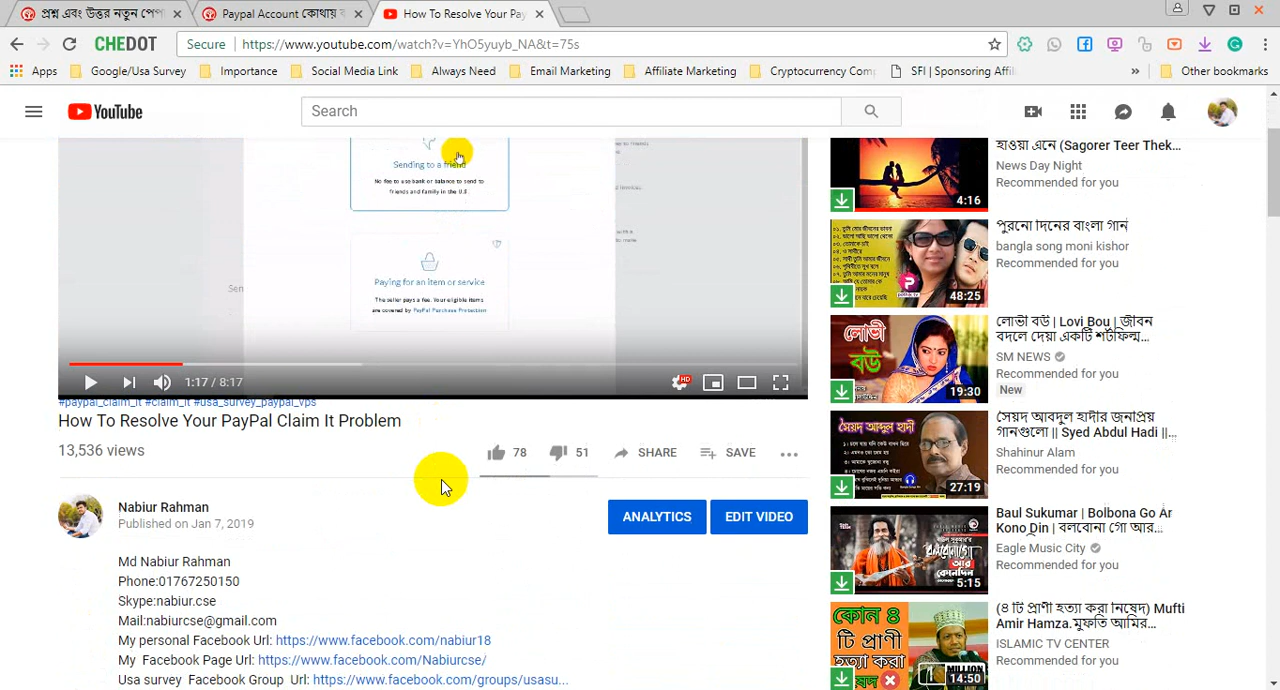 প্রশ্ন এবং উত্তর নতুন পেপ
Paypal Account কোথায় ব
How To Resolve Your Pay
CHEDOT
Secure
https://www.youtube.com/watch?v=YhO5yuyb_NA&t=75s
Apps
Google/Usa Survey
Importance
Social Media Link
Always Need
Email Marketing
Affiliate Marketing
Cryptocurrency Com
SFI | Sponsoring Affil
»
Other bookmarks
YouTube
Search
Sending to a friend
No fee to use bank or balance to send to
friends and family in the U.S
Sen
Paying for an item or service
The seller pays a fee. Your eligible items
are covered by PayPal Purchase Protection
1:17 / 8:17
HD
#paypal_claim_it #claim_it #usa_survey_paypal_vps
How To Resolve Your PayPal Claim It Problem
13,536 views
78
51
SHARE
SAVE
Nabiur Rahman
Published on Jan 7, 2019
ANALYTICS
EDIT VIDEO
Md Nabiur Rahman
Phone:01767250150
Skype:nabiur.cse
Mail:nabiurcse@gmail.com
My personal Facebook Url: https://www.facebook.com/nabiur18
My Facebook Page Url: https://www.facebook.com/Nabiurcse/
Usa Survey Facebook Group Url: https://www.facebook.com/groups/usasu...
4:16
হাওয়া এনে (Sagorer Teer Thek...
News Day Night
Recommended for you
48:25
পুরনো দিনের বাংলা গান
bangla song moni kishor
Recommended for you
লোভী
বউ
19:30
লোভী বউ | Lovi Bou | জীবন
বদলে দেয়া একটি শর্টফিল্ম...
SM NEWS
Recommended for you
New
সৈয়দ আব্দুল হাদী
27:19
সৈয়দ আবদুল হাদীর জনপ্রিয়
গানগুলো || Syed Abdul Hadi ||...
Shahinur Alam
Recommended for you
5:15
Baul Sukumar | Bolbona Go Ar
Kono Din | বলবোনা গো আর...
Eagle Music City
Recommended for you
কোন ৪
টি প্রাণী
হত্যা করা
MILLION
14:50
(৪ টি প্রাণী হত্যা করা নিষেধ) Mufti
Amir Hamza.মুফতি আমির...
ISLAMIC TV CENTER
Recommended for you